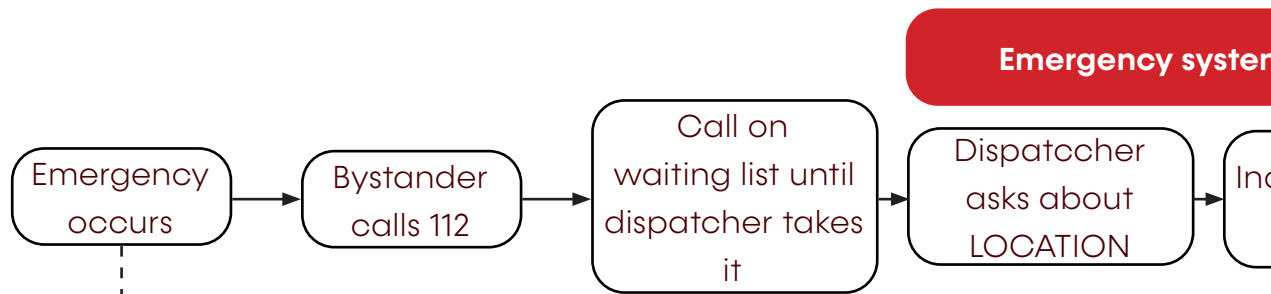 Emergency system
Emergency
occurs
Bystander
calls 112
Call on
waiting list until
dispatcher takes
it
Dispatccher
asks about
LOCATION